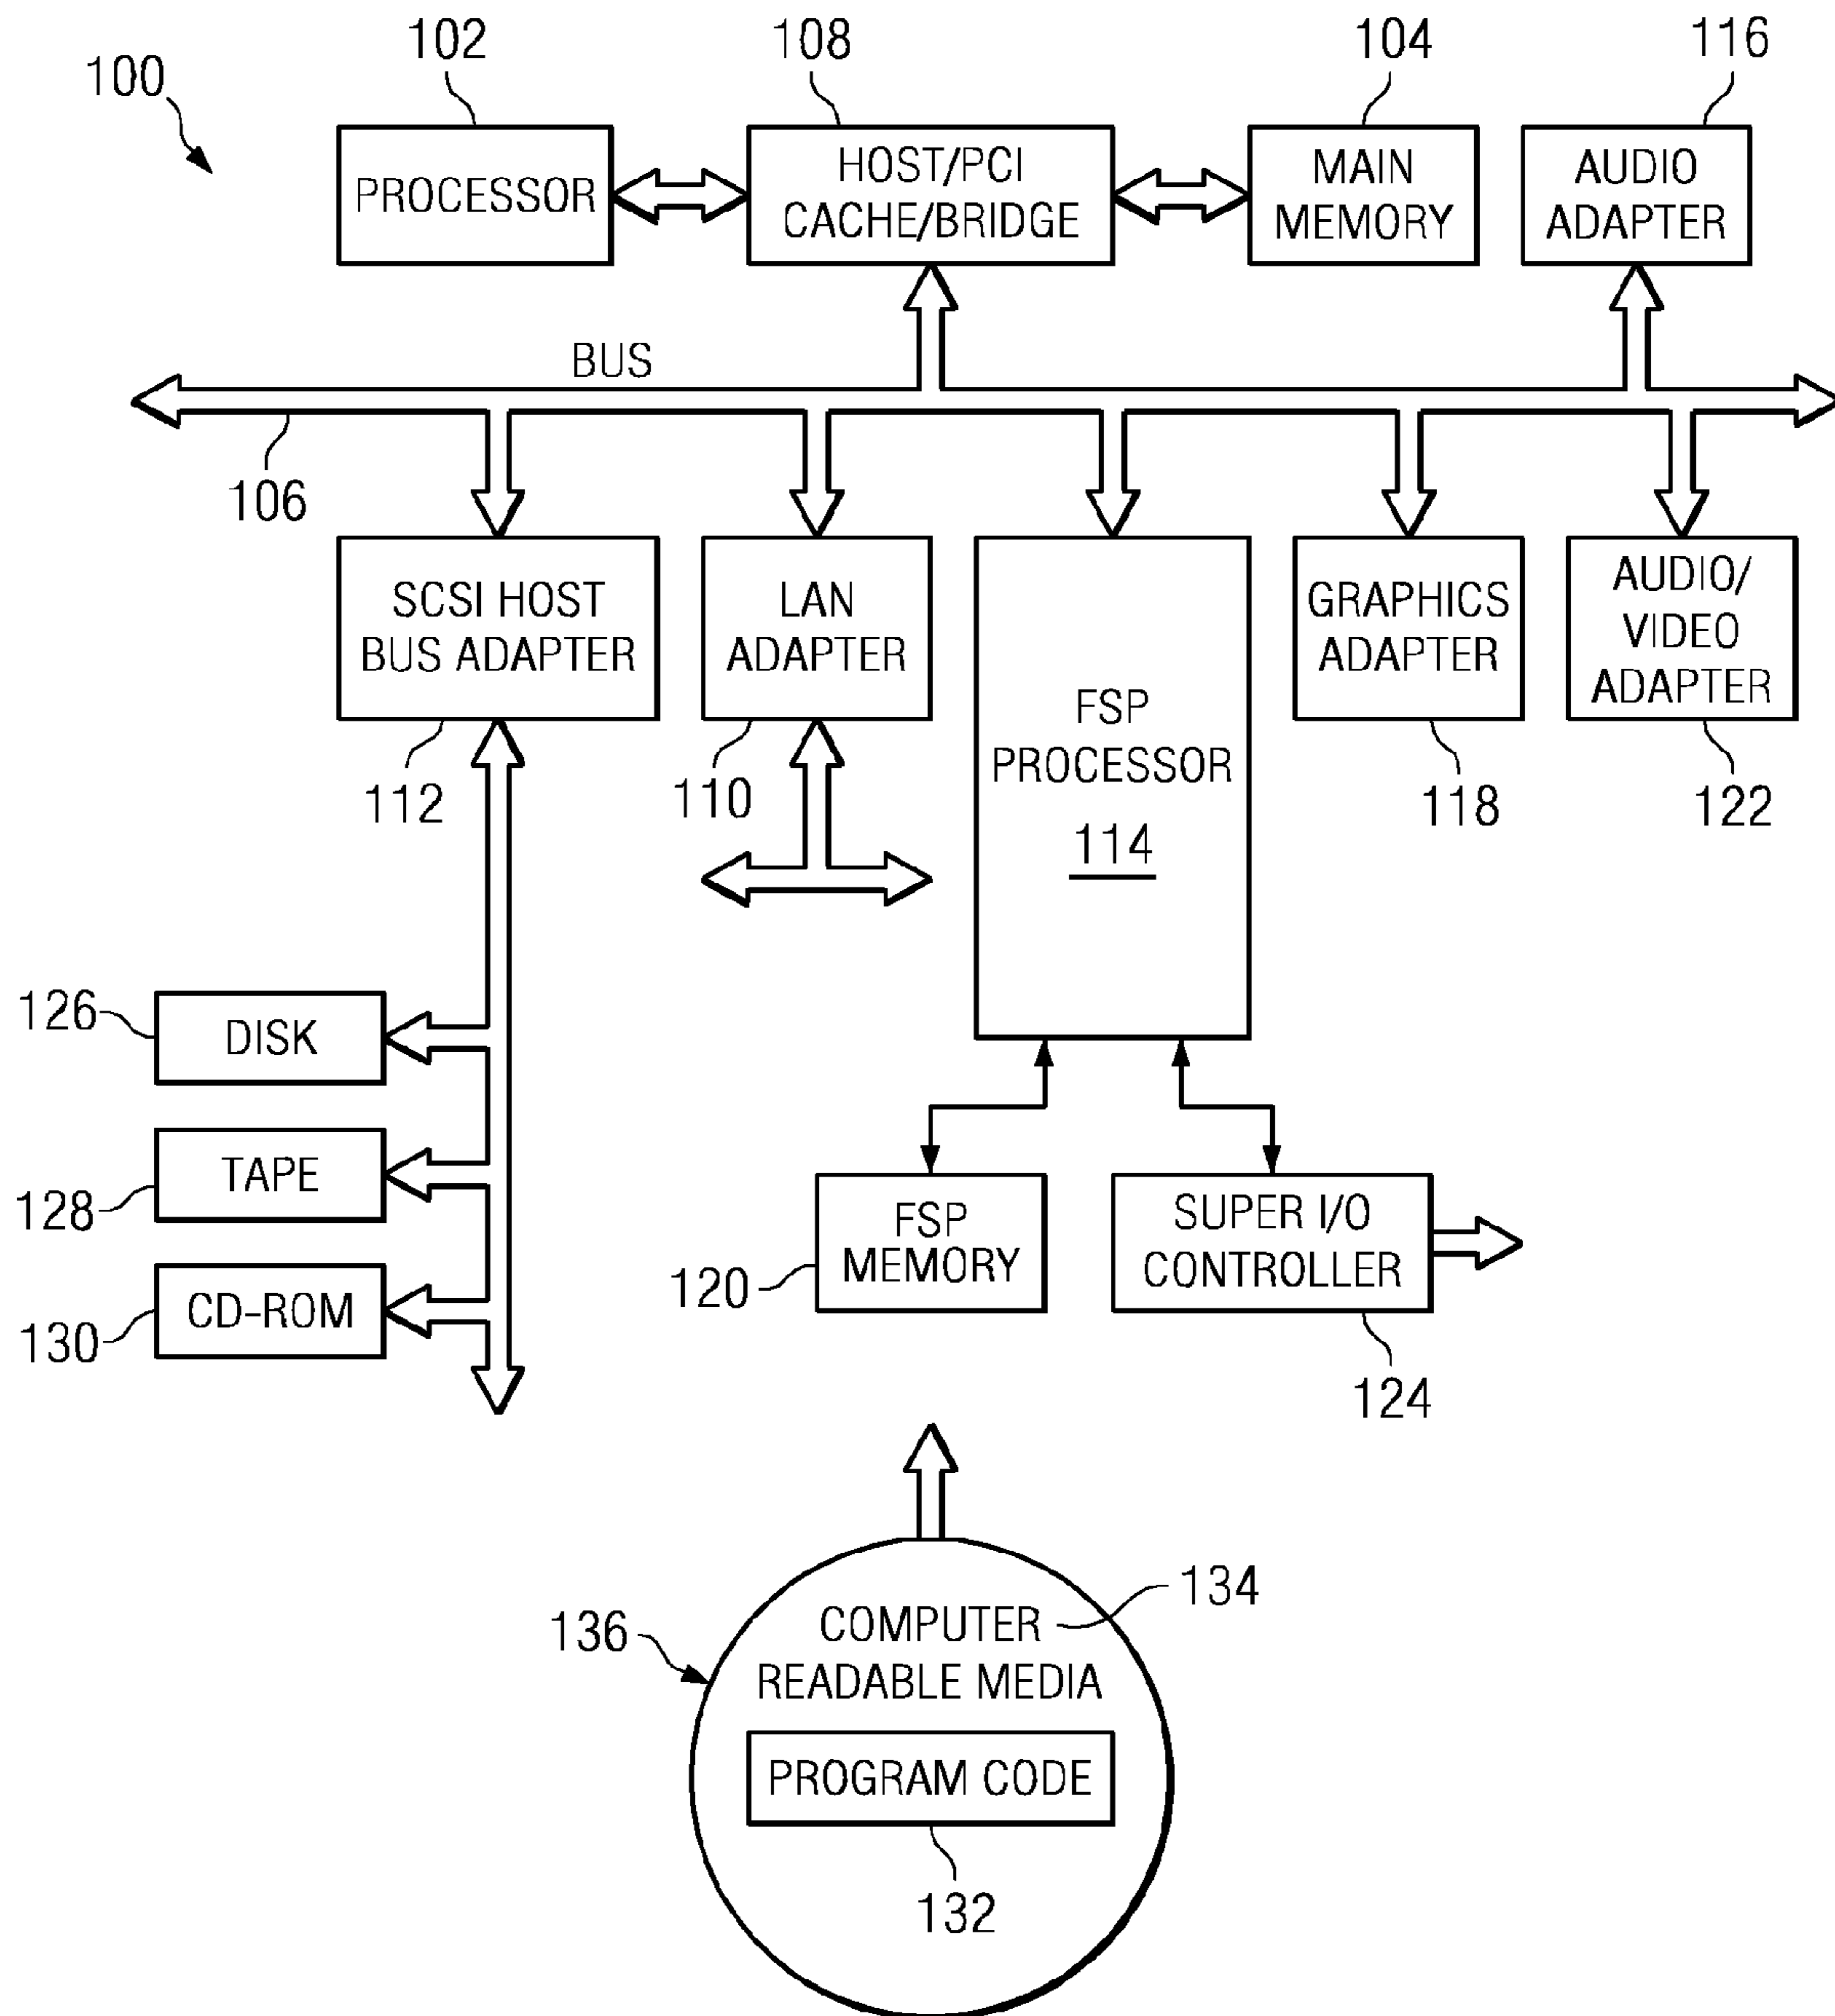 102
108
104
116
100
PROCESSOR
HOST/PCI
CACHE/BRIDGE
MAIN
MEMORY
AUDIO
ADAPTER
BUS
106
SCSI HOST
BUS ADAPTER
LAN
ADAPTER
FSP
PROCESSOR
114
GRAPHICS
ADAPTER
AUDIO/
VIDEO
ADAPTER
112
110
118
122
126
DISK
128
TAPE
130
CD-ROM
120
FSP
MEMORY
SUPER I/O
CONTROLLER
124
134
136
COMPUTER
READABLE MEDIA
PROGRAM CODE
132